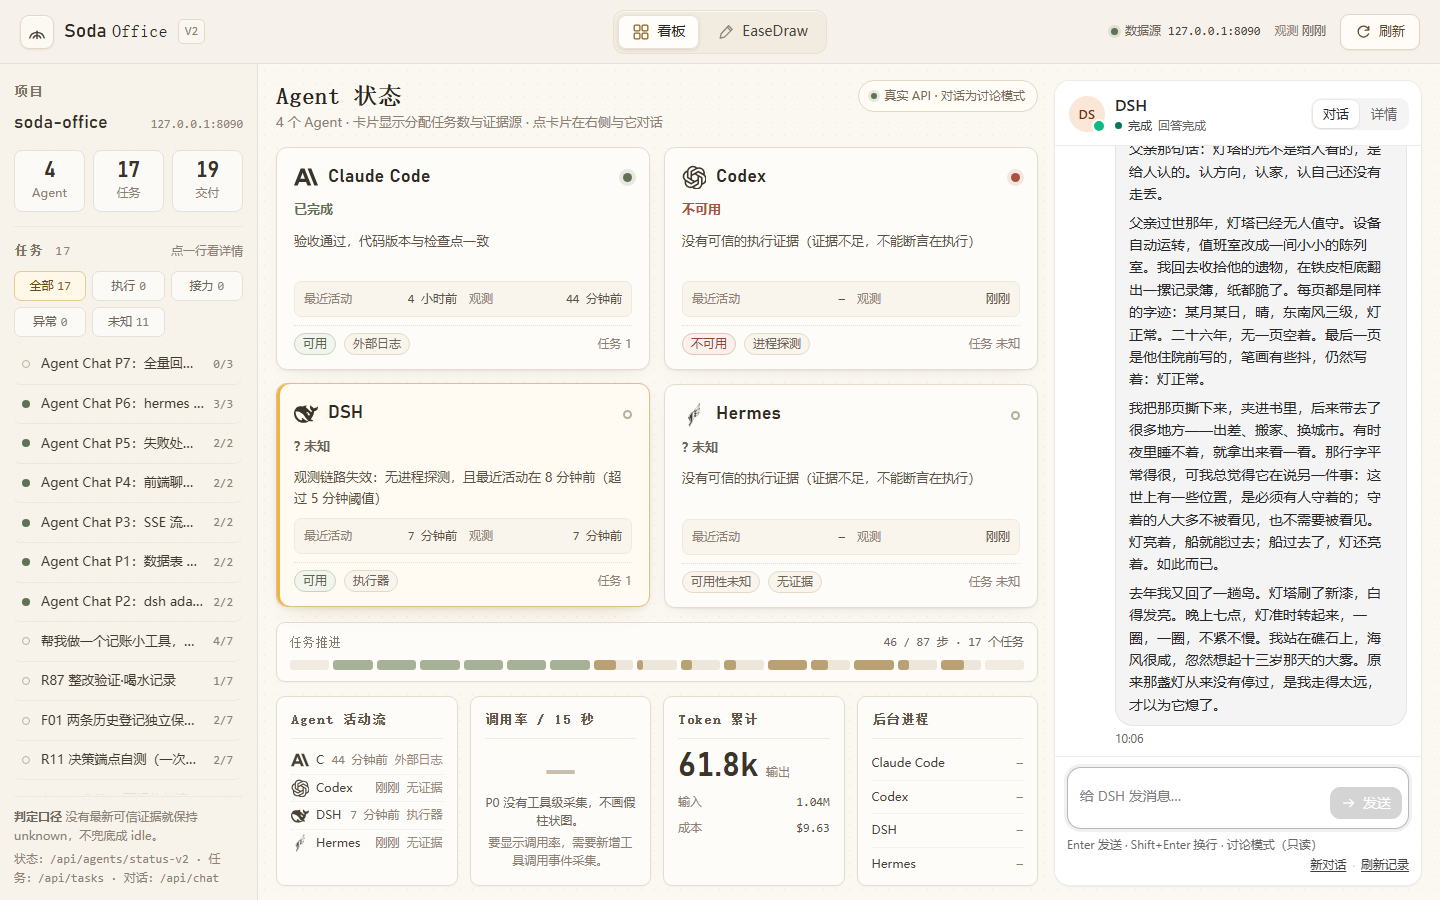 Soda Office V2
看板
EaseDraw
数据源 127.0.0.1:8090
观测 刚刚
刷新
项目
soda-office 127.0.0.1:8090
4 Agent
17 任务
19 交付
任务 17 点一行看详情
全部 17
执行 0
接力 0
异常 0
未知 11
Agent Chat P7：全量回... 0/3
Agent Chat P6：hermes ... 3/3
Agent Chat P5：失败处... 2/2
Agent Chat P4：前端聊... 2/2
Agent Chat P3：SSE 流... 2/2
Agent Chat P1：数据表 ... 2/2
Agent Chat P2：dsh ada... 2/2
帮我做一个记账小工具，... 4/7
R87 整改验证·喝水记录 1/7
F01 两条历史登记独立保... 2/7
R11 决策端点自测（一次... 2/7
判定口径 没有最新可信证据就保持
unknown，不兜底成 idle。
状态：/api/agents/status-v2 · 任
务：/api/tasks · 对话：/api/chat
Agent 状态
4 个 Agent · 卡片显示分配任务数与证据源 · 点卡片在右侧与它对话
真实 API · 对话为讨论模式
Claude Code
已完成
验收通过，代码版本与检查点一致
最近活动 4 小时前 观测 44 分钟前
可用 外部日志 任务 1
Codex
不可用
没有可信的执行证据（证据不足，不能断言在执行）
最近活动 — 观测 刚刚
不可用 进程探测 任务 未知
DSH
? 未知
观测链路失效：无进程探测，且最近活动在 8 分钟前（超
过 5 分钟阈值）
最近活动 7 分钟前 观测 7 分钟前
可用 执行器 任务 1
Hermes
? 未知
没有可信的执行证据（证据不足，不能断言在执行）
最近活动 — 观测 刚刚
可用性未知 无证据 任务 未知
任务推进 46 / 87 步 · 17 个任务
Agent 活动流
C 44 分钟前 外部日志
Codex 刚刚 无证据
DSH 7 分钟前 执行器
Hermes 刚刚 无证据
调用率 / 15 秒
—
P0 没有工具级采集，不画假
柱状图。
要显示调用率，需要新增工
具调用事件采集。
Token 累计
61.8k 输出
输入 1.04M
成本 $9.63
后台进程
Claude Code —
Codex —
DSH —
Hermes —
DS
DSH
完成 回答完成
对话
详情
父亲那句话：灯塔的光不是给人看的，是
给人认的。认方向，认家，认自己还没有
走丢。
父亲过世那年，灯塔已经无人值守。设备
自动运转，值班室改成一间小小的陈列
室。我回去收拾他的遗物，在铁皮柜底翻
出一摞记录簿，纸都脆了。每页都是同样
的字迹：某月某日，晴，东南风三级，灯
正常。二十六年，无一页空着。最后一页
是他住院前写的，笔画有些抖，仍然写
着：灯正常。
我把那页撕下来，夹进书里，后来带去了
很多地方——出差、搬家、换城市。有时
夜里睡不着，就拿出来看一看。那行字平
常得很，可我总觉得它在说另一件事：这
世上有一些位置，是必须有人守着的；守
着的人大多不被看见，也不需要被看见。
灯亮着，船就能过去；船过去了，灯还亮
着。如此而已。
去年我又回了一趟岛。灯塔刷了新漆，白
得发亮。晚上七点，灯准时转起来，一
圈，一圈，不紧不慢。我站在礁石上，海
风很咸，忽然想起十三岁那天的大雾。原
来那盏灯从来没有停过，是我走得太远，
才以为它熄了。
10:06
给 DSH 发消息...
发送
Enter 发送 · Shift+Enter 换行 · 讨论模式（只读）
新对话 · 刷新记录